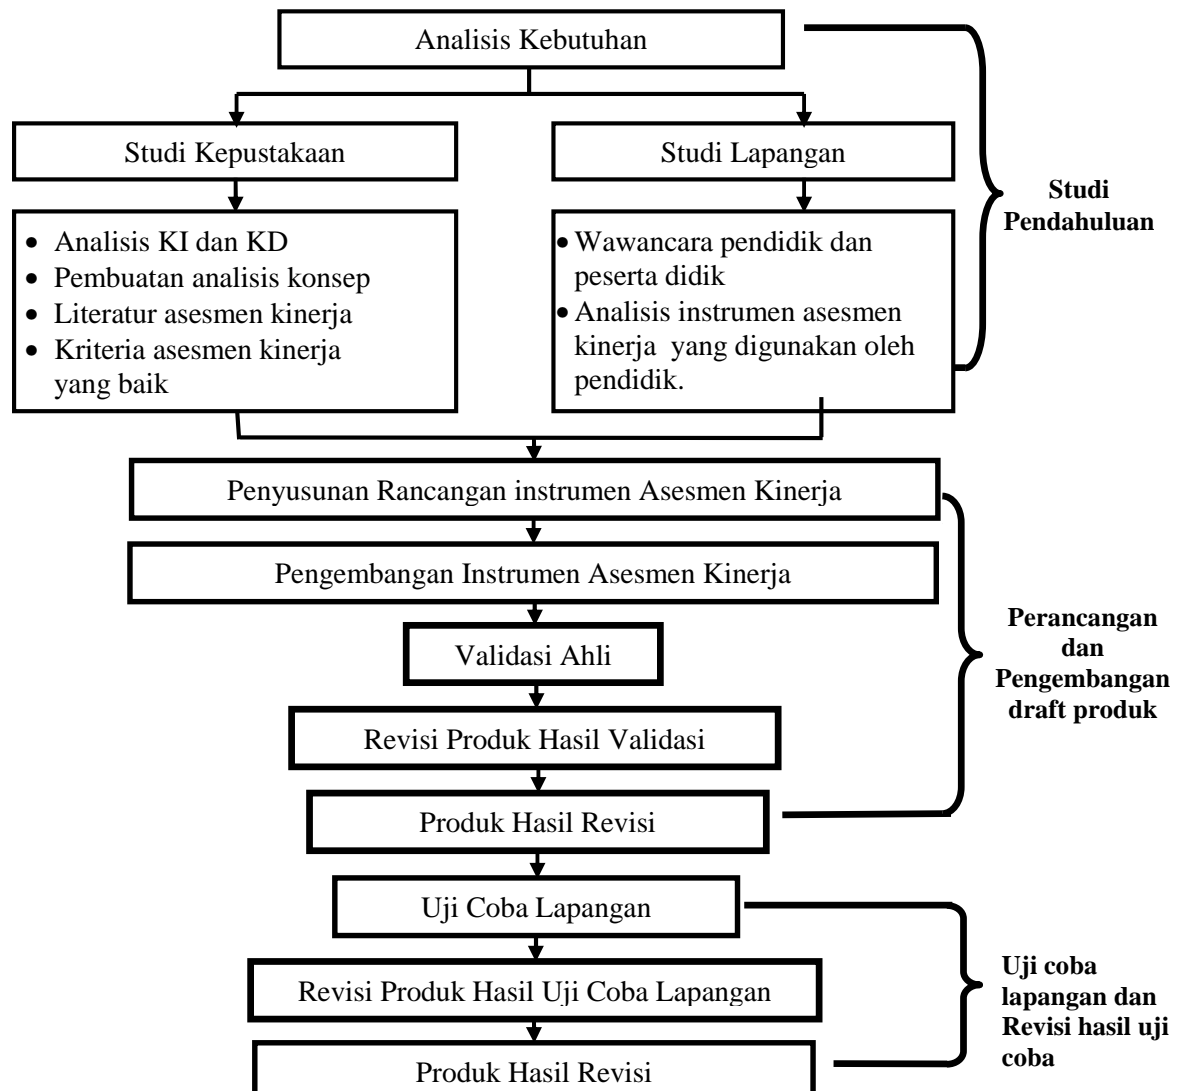 Analisis Kebutuhan
Studi Kepustakaan
Studi Lapangan
Studi
Pendahuluan
• Analisis KI dan KD
• Pembuatan analisis konsep
• Literatur asesmen kinerja
• Kriteria asesmen kinerja
yang baik
• Wawancara pendidik dan
peserta didik
• Analisis instrumen asesmen
kinerja yang digunakan oleh
pendidik.
Penyusunan Rancangan instrumen Asesmen Kinerja
Pengembangan Instrumen Asesmen Kinerja
Validasi Ahli
Revisi Produk Hasil Validasi
Produk Hasil Revisi
Perancangan
dan
Pengembangan
draft produk
Uji Coba Lapangan
Revisi Produk Hasil Uji Coba Lapangan
Produk Hasil Revisi
Uji coba
lapangan dan
Revisi hasil uji
coba